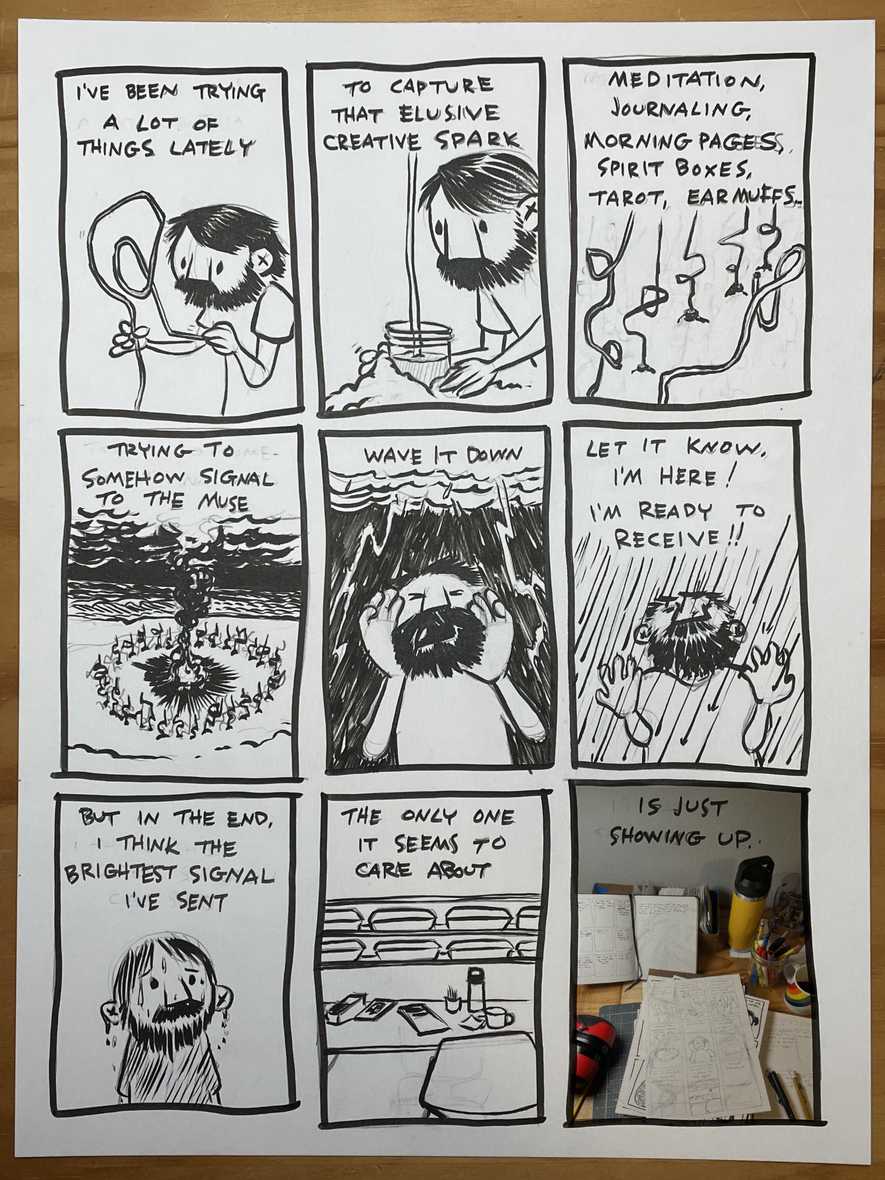 I'VE BEEN TRYING
A LOT OF
THINGS LATELY
TO CAPTURE
THAT ELUSIVE
CREATIVE SPARK
MEDITATION,
JOURNALING,
MORNING PAGES,
SPIRIT BOXES,
TAROT, EAR MUFFS..
TRYING TO
SOMEHOW SIGNAL
TO THE MUSE
WAVE IT DOWN
LET IT KNOW,
I'M HERE!
I'M READY TO
RECEIVE!!
BUT IN THE END,
I THINK THE
BRIGHTEST SIGNAL
I'VE SENT
THE ONLY ONE
IT SEEMS TO
CARE ABOUT
IS JUST
SHOWING UP..